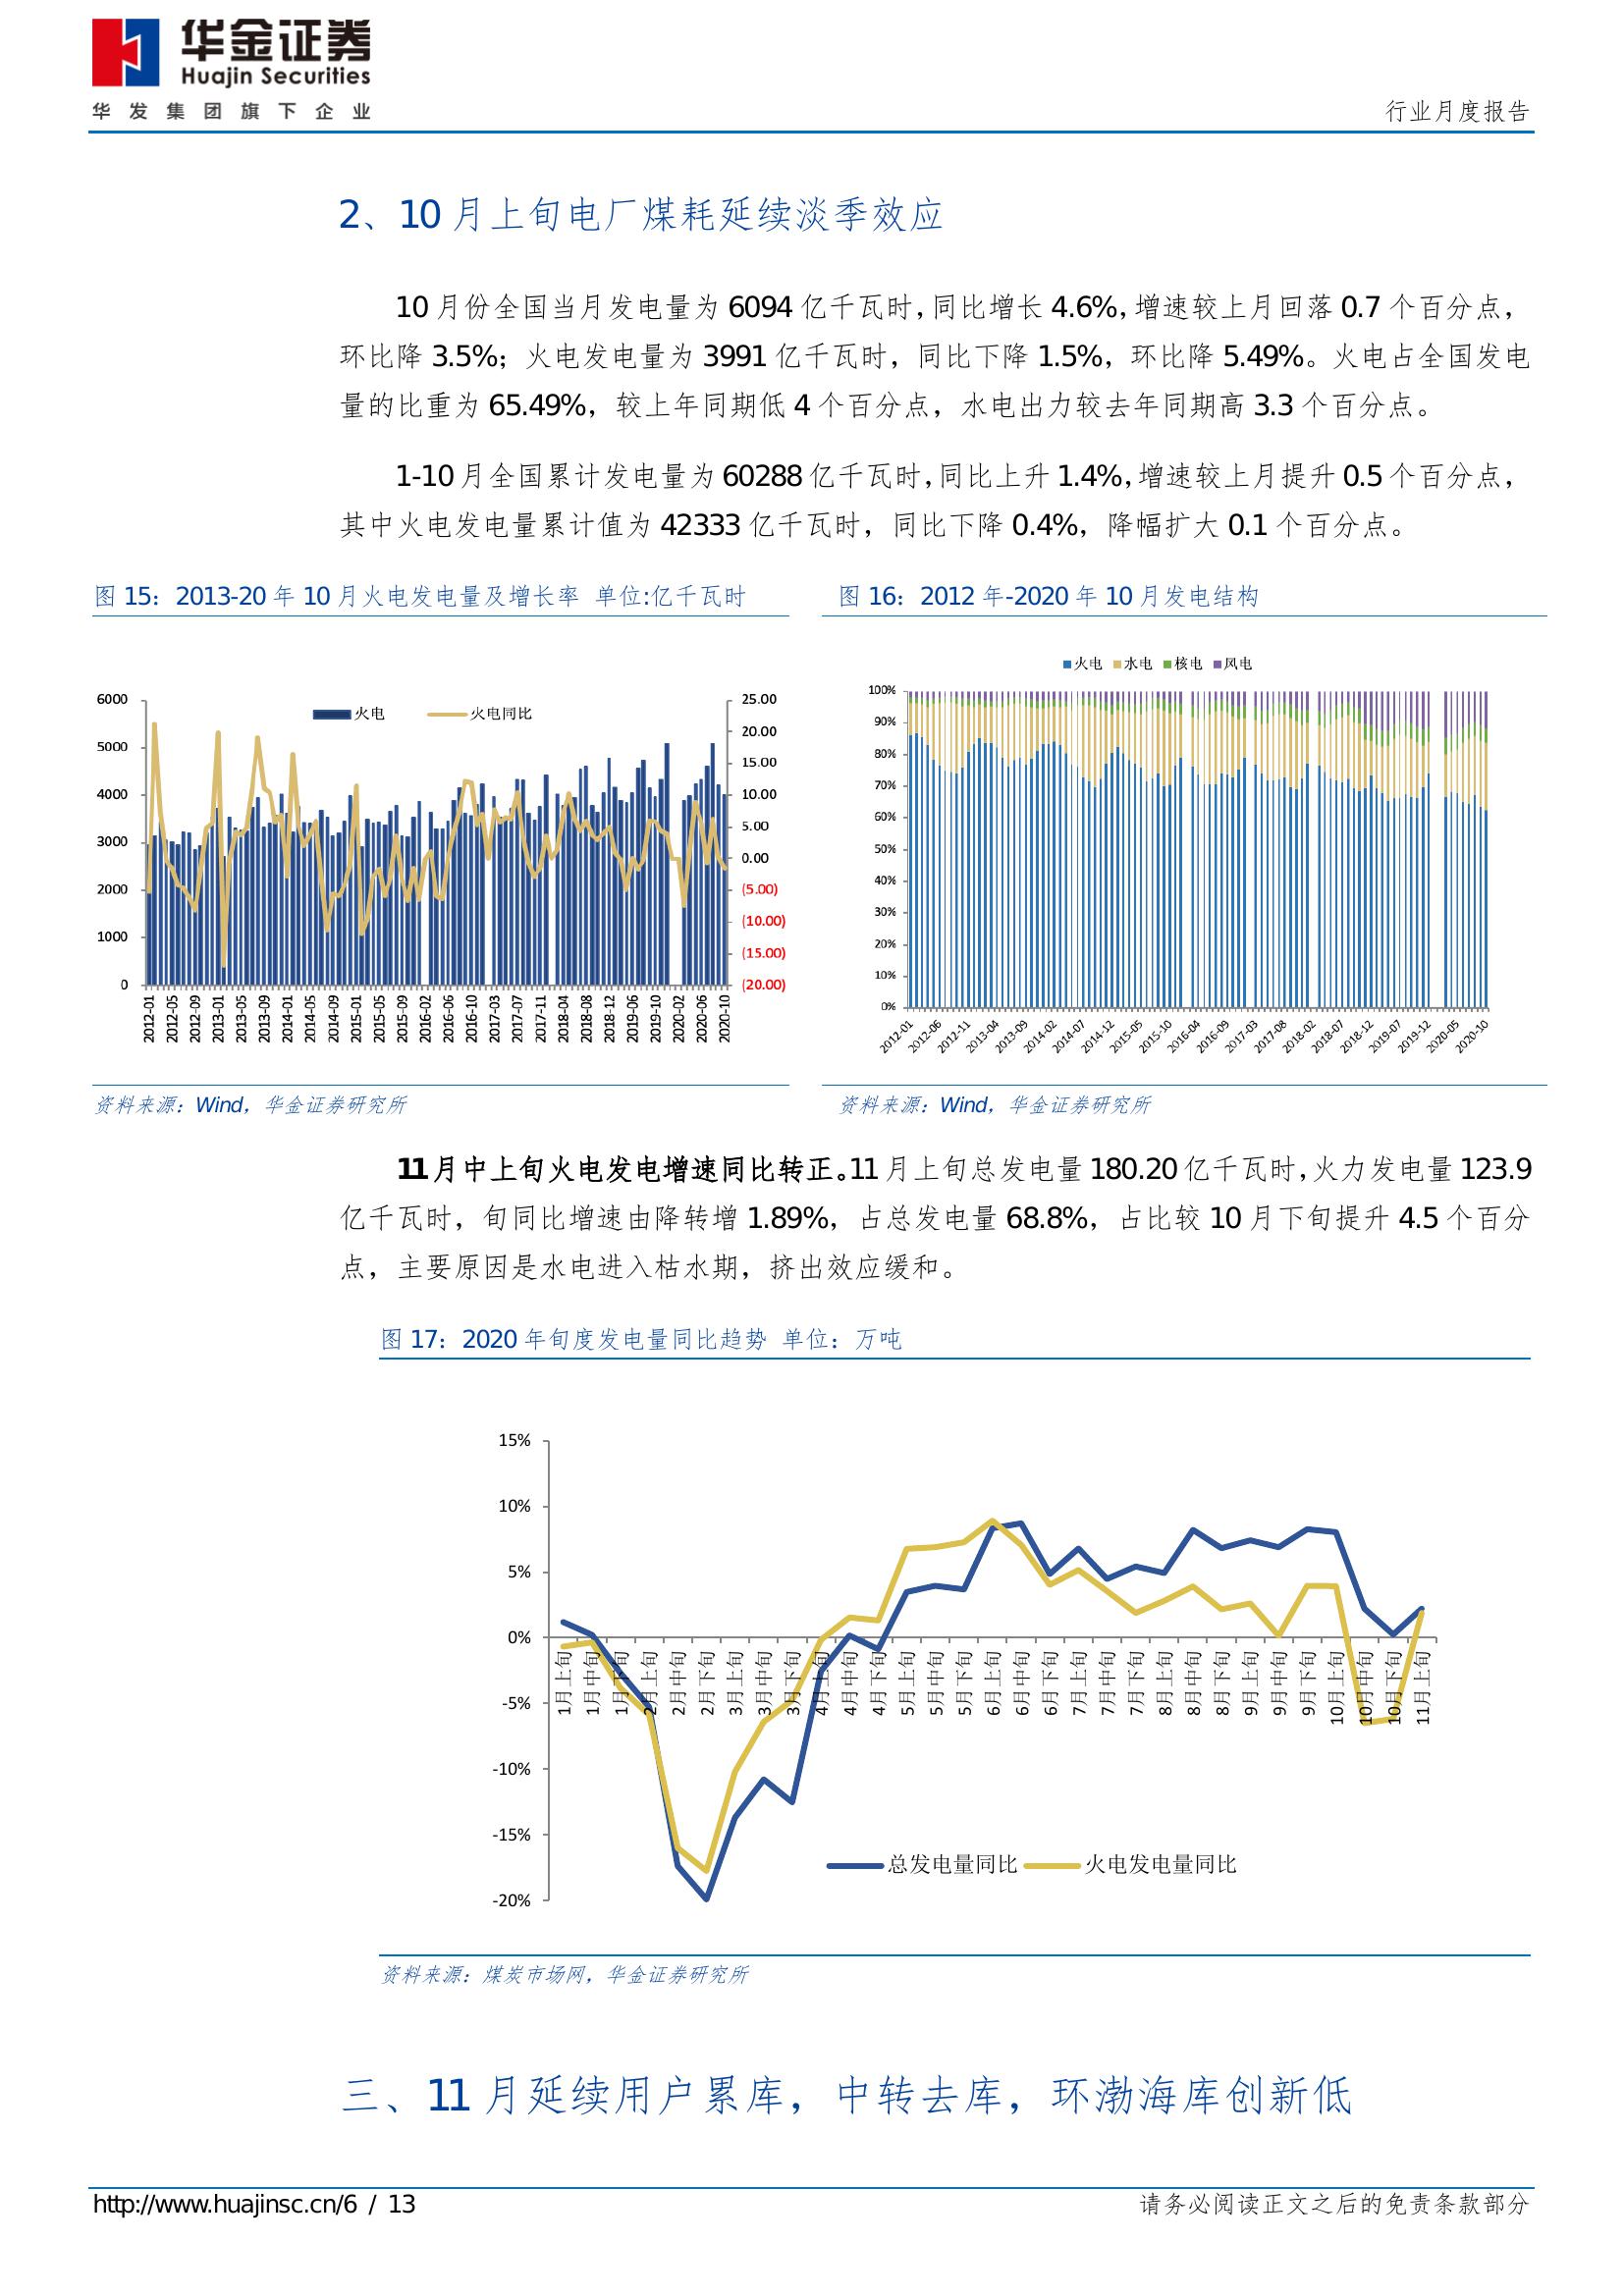 华金证券
Huajin Securities
华发集团旗下企业
行业月度报告
2、10 月上旬电厂煤耗延续淡季效应
10 月份全国当月发电量为 6094 亿千瓦时，同比增长 4.6%，增速较上月回落 0.7 个百分点，
环比降 3.5%；火电发电量为 3991 亿千瓦时，同比下降 1.5%，环比降 5.49%。火电占全国发电
量的比重为 65.49%，较上年同期低 4 个百分点，水电出力较去年同期高 3.3 个百分点。
1-10 月全国累计发电量为 60288 亿千瓦时，同比上升 1.4%，增速较上月提升 0.5 个百分点，
其中火电发电量累计值为 42333 亿千瓦时，同比下降 0.4%，降幅扩大 0.1 个百分点。
图 15：2013-20 年 10 月火电发电量及增长率 单位:亿千瓦时
火电 火电同比
6000
5000
4000
3000
2000
1000
0
25.00
20.00
15.00
10.00
5.00
0.00
(5.00)
(10.00)
(15.00)
(20.00)
2012-01 2012-05 2012-09 2013-01 2013-05 2013-09 2014-01 2014-05 2014-09 2015-01 2015-05 2015-09 2016-02 2016-06 2016-10 2017-03 2017-07 2017-11 2018-04 2018-08 2018-12 2019-06 2019-10 2020-02 2020-06 2020-10
资料来源：Wind，华金证券研究所
图 16：2012 年-2020 年 10 月发电结构
火电 水电 核电 风电
100%
90%
80%
70%
60%
50%
40%
30%
20%
10%
0%
2012-01 2012-06 2012-11 2013-04 2013-09 2014-02 2014-07 2014-12 2015-05 2015-10 2016-04 2016-09 2017-03 2017-08 2018-02 2018-07 2018-12 2019-07 2019-12 2020-05 2020-10
资料来源：Wind，华金证券研究所
11 月中上旬火电发电增速同比转正。11 月上旬总发电量 180.20 亿千瓦时，火力发电量 123.9
亿千瓦时，旬同比增速由降转增 1.89%，占总发电量 68.8%，占比较 10 月下旬提升 4.5 个百分
点，主要原因是水电进入枯水期，挤出效应缓和。
图 17：2020 年旬度发电量同比趋势 单位：万吨
15%
10%
5%
0%
-5%
-10%
-15%
-20%
1月上旬 1月中旬 1月下旬 2月上旬 2月中旬 2月下旬 3月上旬 3月中旬 3月下旬 4月上旬 4月中旬 4月下旬 5月上旬 5月中旬 5月下旬 6月上旬 6月中旬 6月下旬 7月上旬 7月中旬 7月下旬 8月上旬 8月中旬 8月下旬 9月上旬 9月中旬 9月下旬 10月上旬 10月中旬 10月下旬 11月上旬
总发电量同比 火电发电量同比
资料来源：煤炭市场网，华金证券研究所
三、11 月延续用户累库，中转去库，环渤海库创新低
http://www.huajinsc.cn/6 / 13
请务必阅读正文之后的免责条款部分